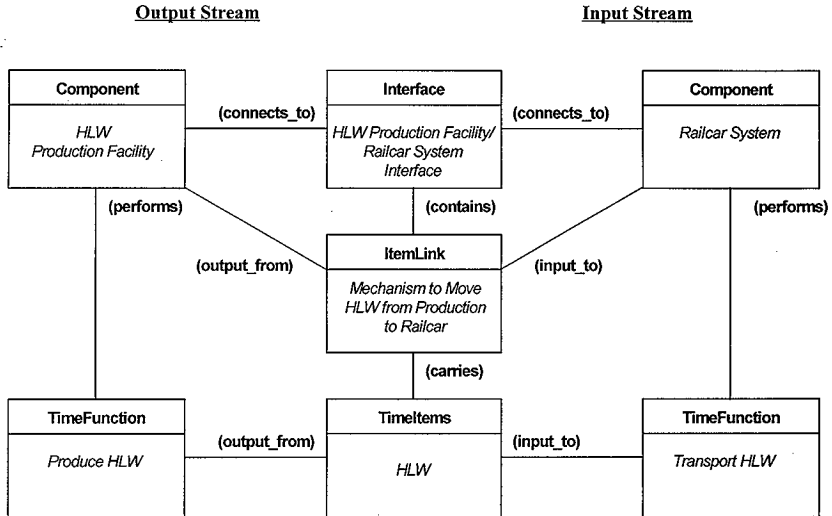 Output Stream
Input Stream
Component
Interface
Component
(connects_to)
(connects_to)
HLW
Production Facility
HLW Production Facility/
Railcar System
Interface
Railcar System
(performs)
(contains)
(performs)
ItemLink
(output_from)
(input_to)
Mechanism to Move
HLW from Production
to Railcar
(carries)
TimeFunction
TimeItems
TimeFunction
(output_from)
(input_to)
Produce HLW
HLW
Transport HLW